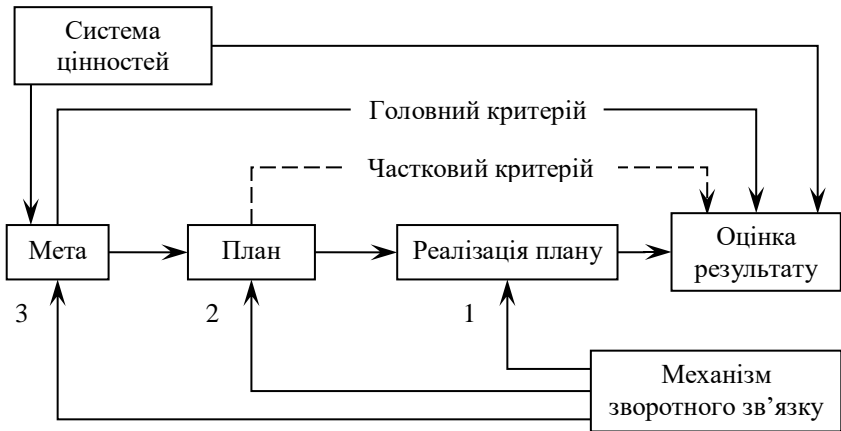 Система
цінностей
Головний критерій
Частковий критерій
Мета
План
Реалізація плану
Оцінка
результату
3
2
1
Механізм
зворотного зв’язку